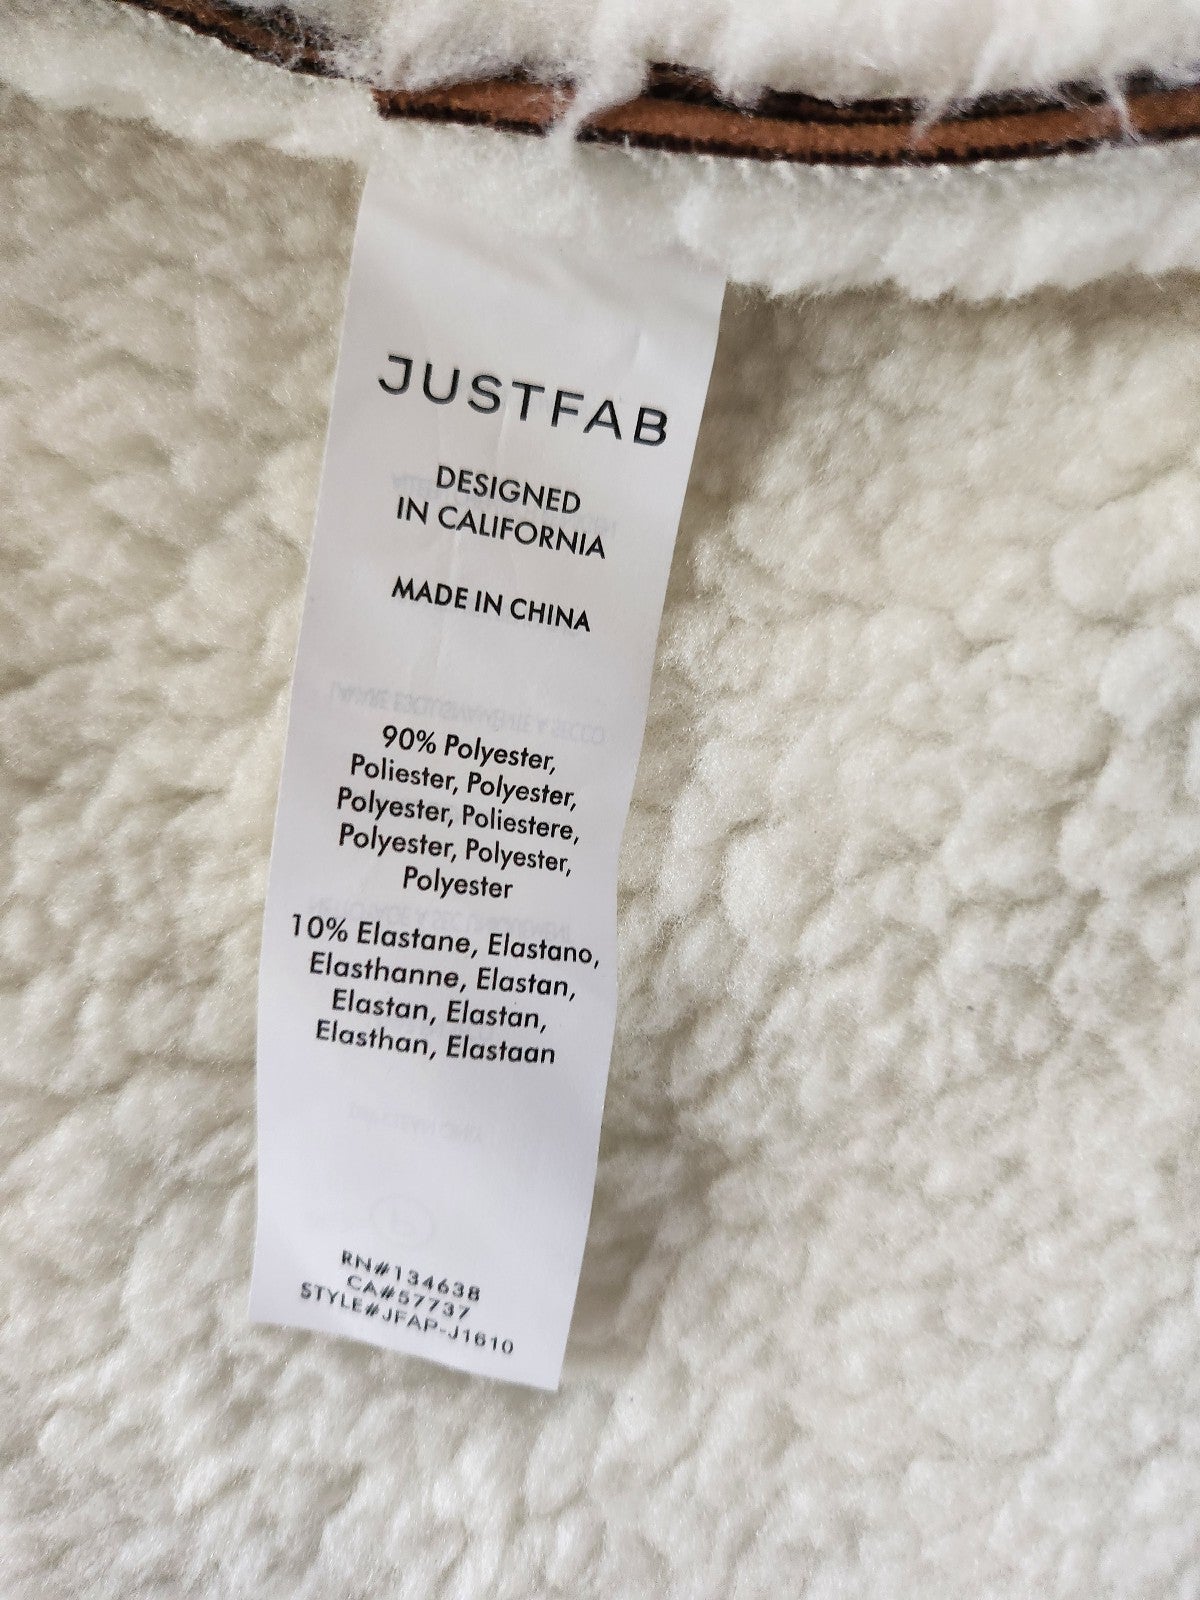 JUSTFAB
DESIGNED
IN CALIFORNIA
MADE IN CHINA
90% Polyester,
Poliester, Polyester,
Polyester, Poliestere,
Polyester, Polyester,
Polyester
10% Elastane, Elastano,
Elasthanne, Elastan,
Elastan, Elastan,
Elasthan, Elastaan
RN#134638
CA#57737
STYLE#JFAP-J1610